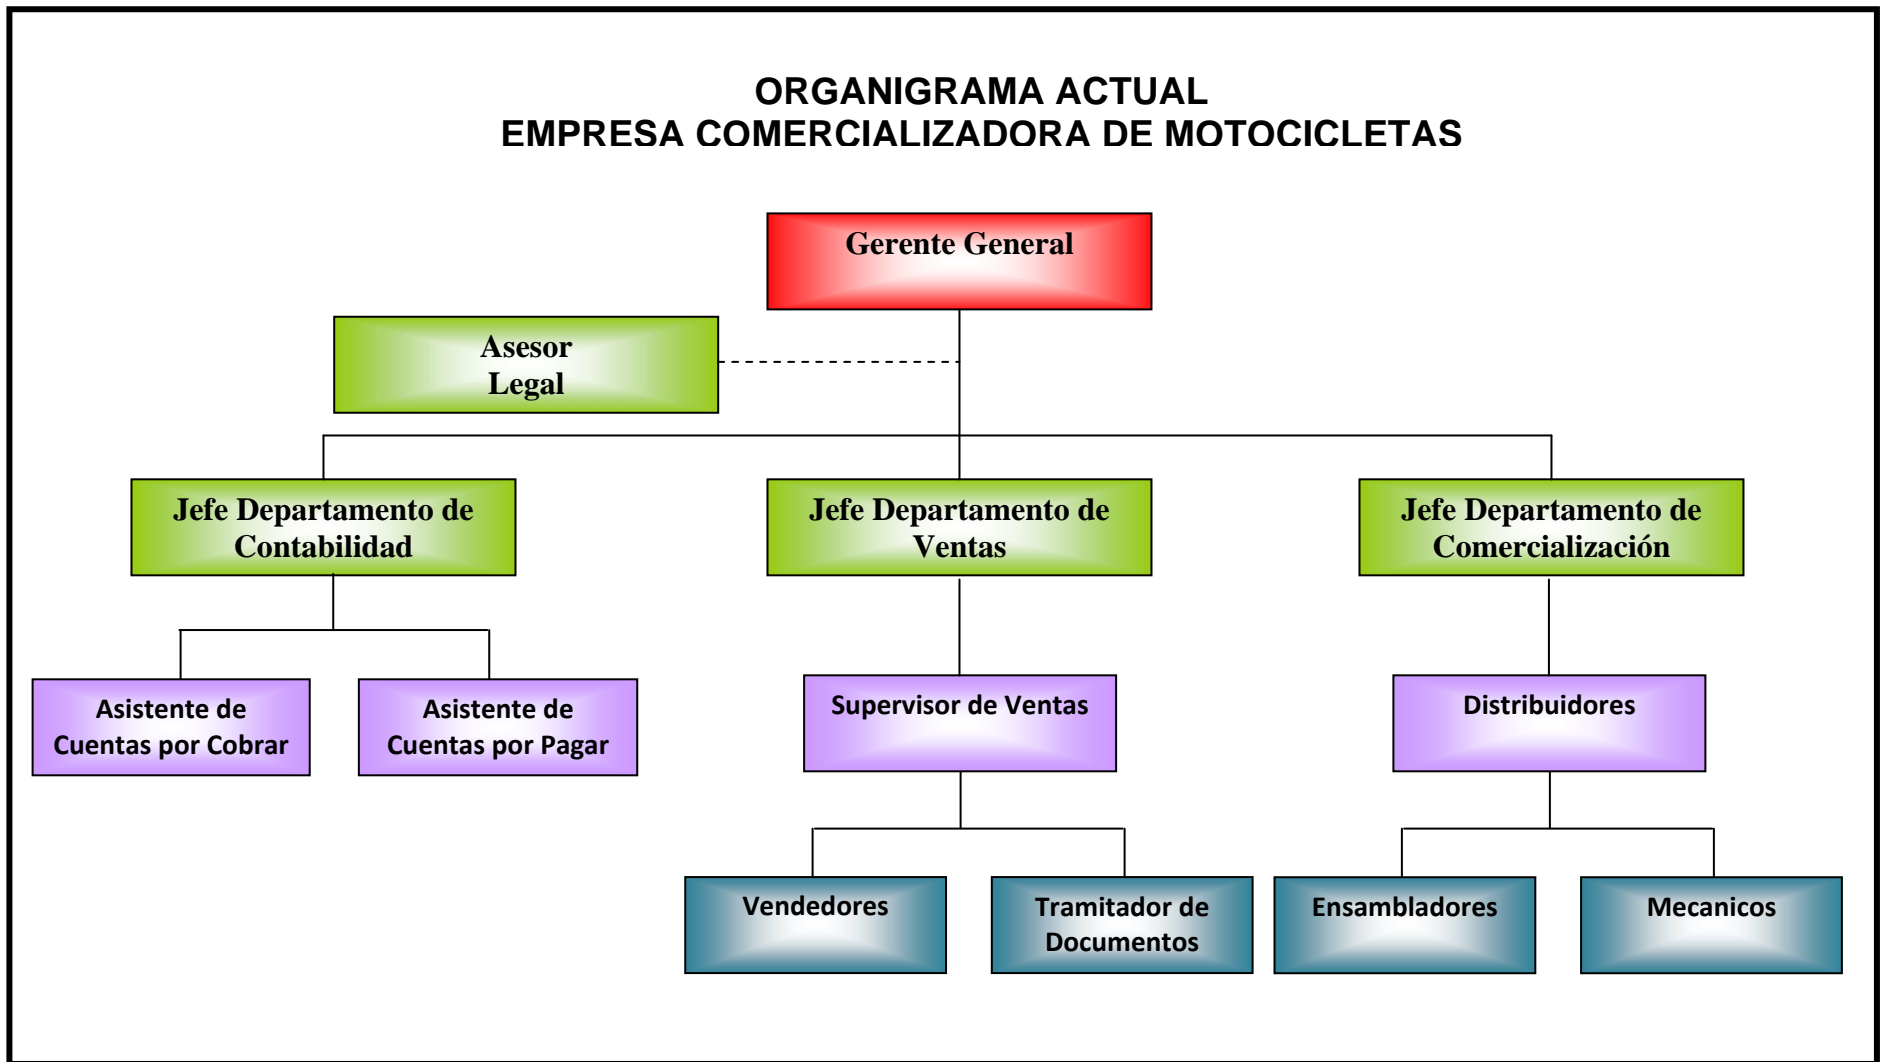 ORGANIGRAMA ACTUAL
EMPRESA COMERCIALIZADORA DE MOTOCICLETAS
Gerente General
Asesor
Legal
Jefe Departamento de
Contabilidad
Jefe Departamento de
Ventas
Jefe Departamento de
Comercialización
Asistente de
Cuentas por Cobrar
Asistente de
Cuentas por Pagar
Supervisor de Ventas
Distribuidores
Vendedores
Tramitador de
Documentos
Ensambladores
Mecanicos